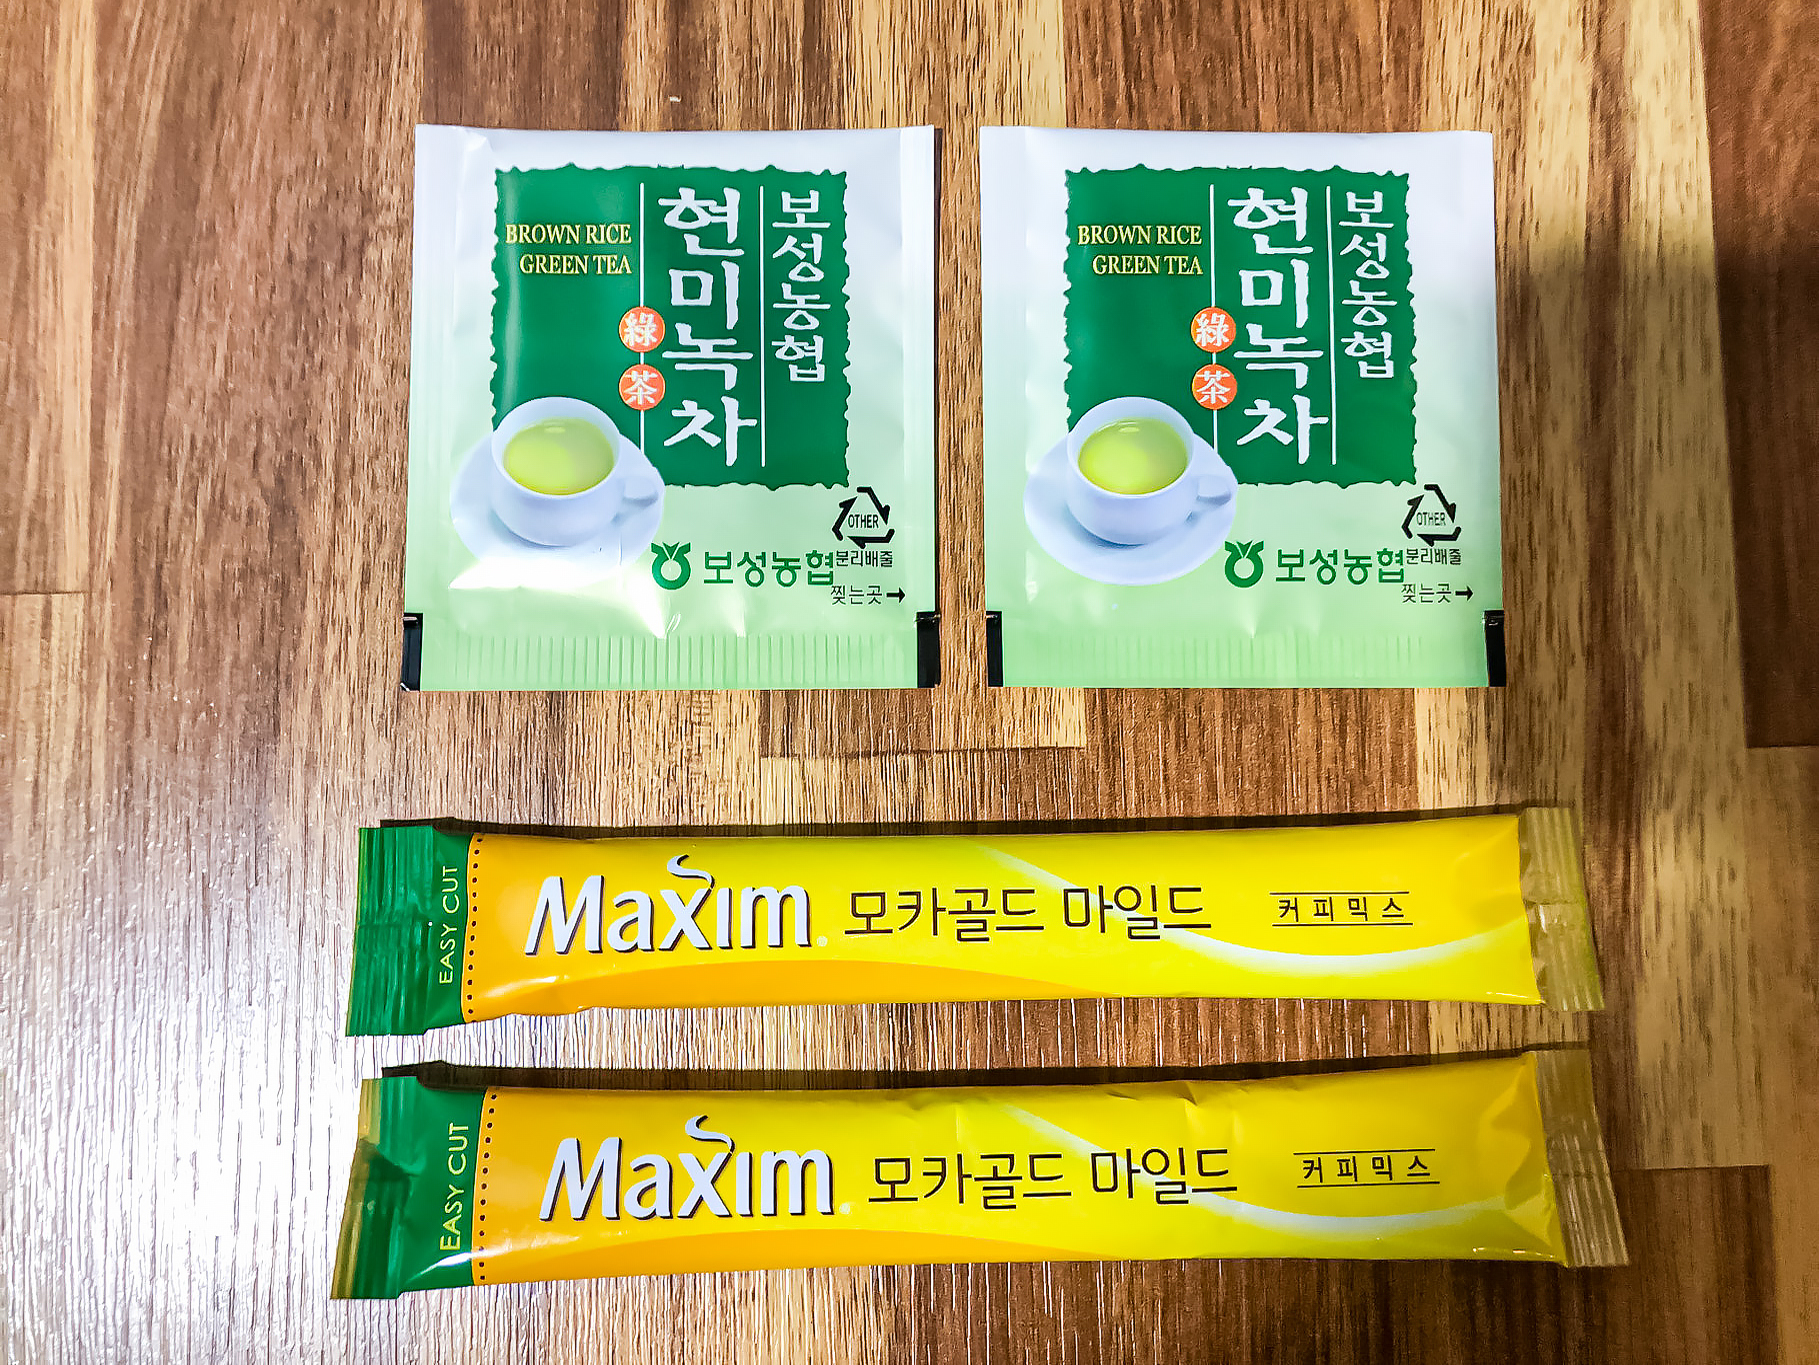 BROWN RICE
GREEN TEA
현미녹차
綠茶
보성농협
OTHER
분리배출
보성농협
찢는곳→
BROWN RICE
GREEN TEA
현미녹차
綠茶
보성농협
OTHER
분리배출
보성농협
찢는곳→
EASY CUT
Maxim 모카골드 마일드 커피믹스
EASY CUT
Maxim 모카골드 마일드 커피믹스